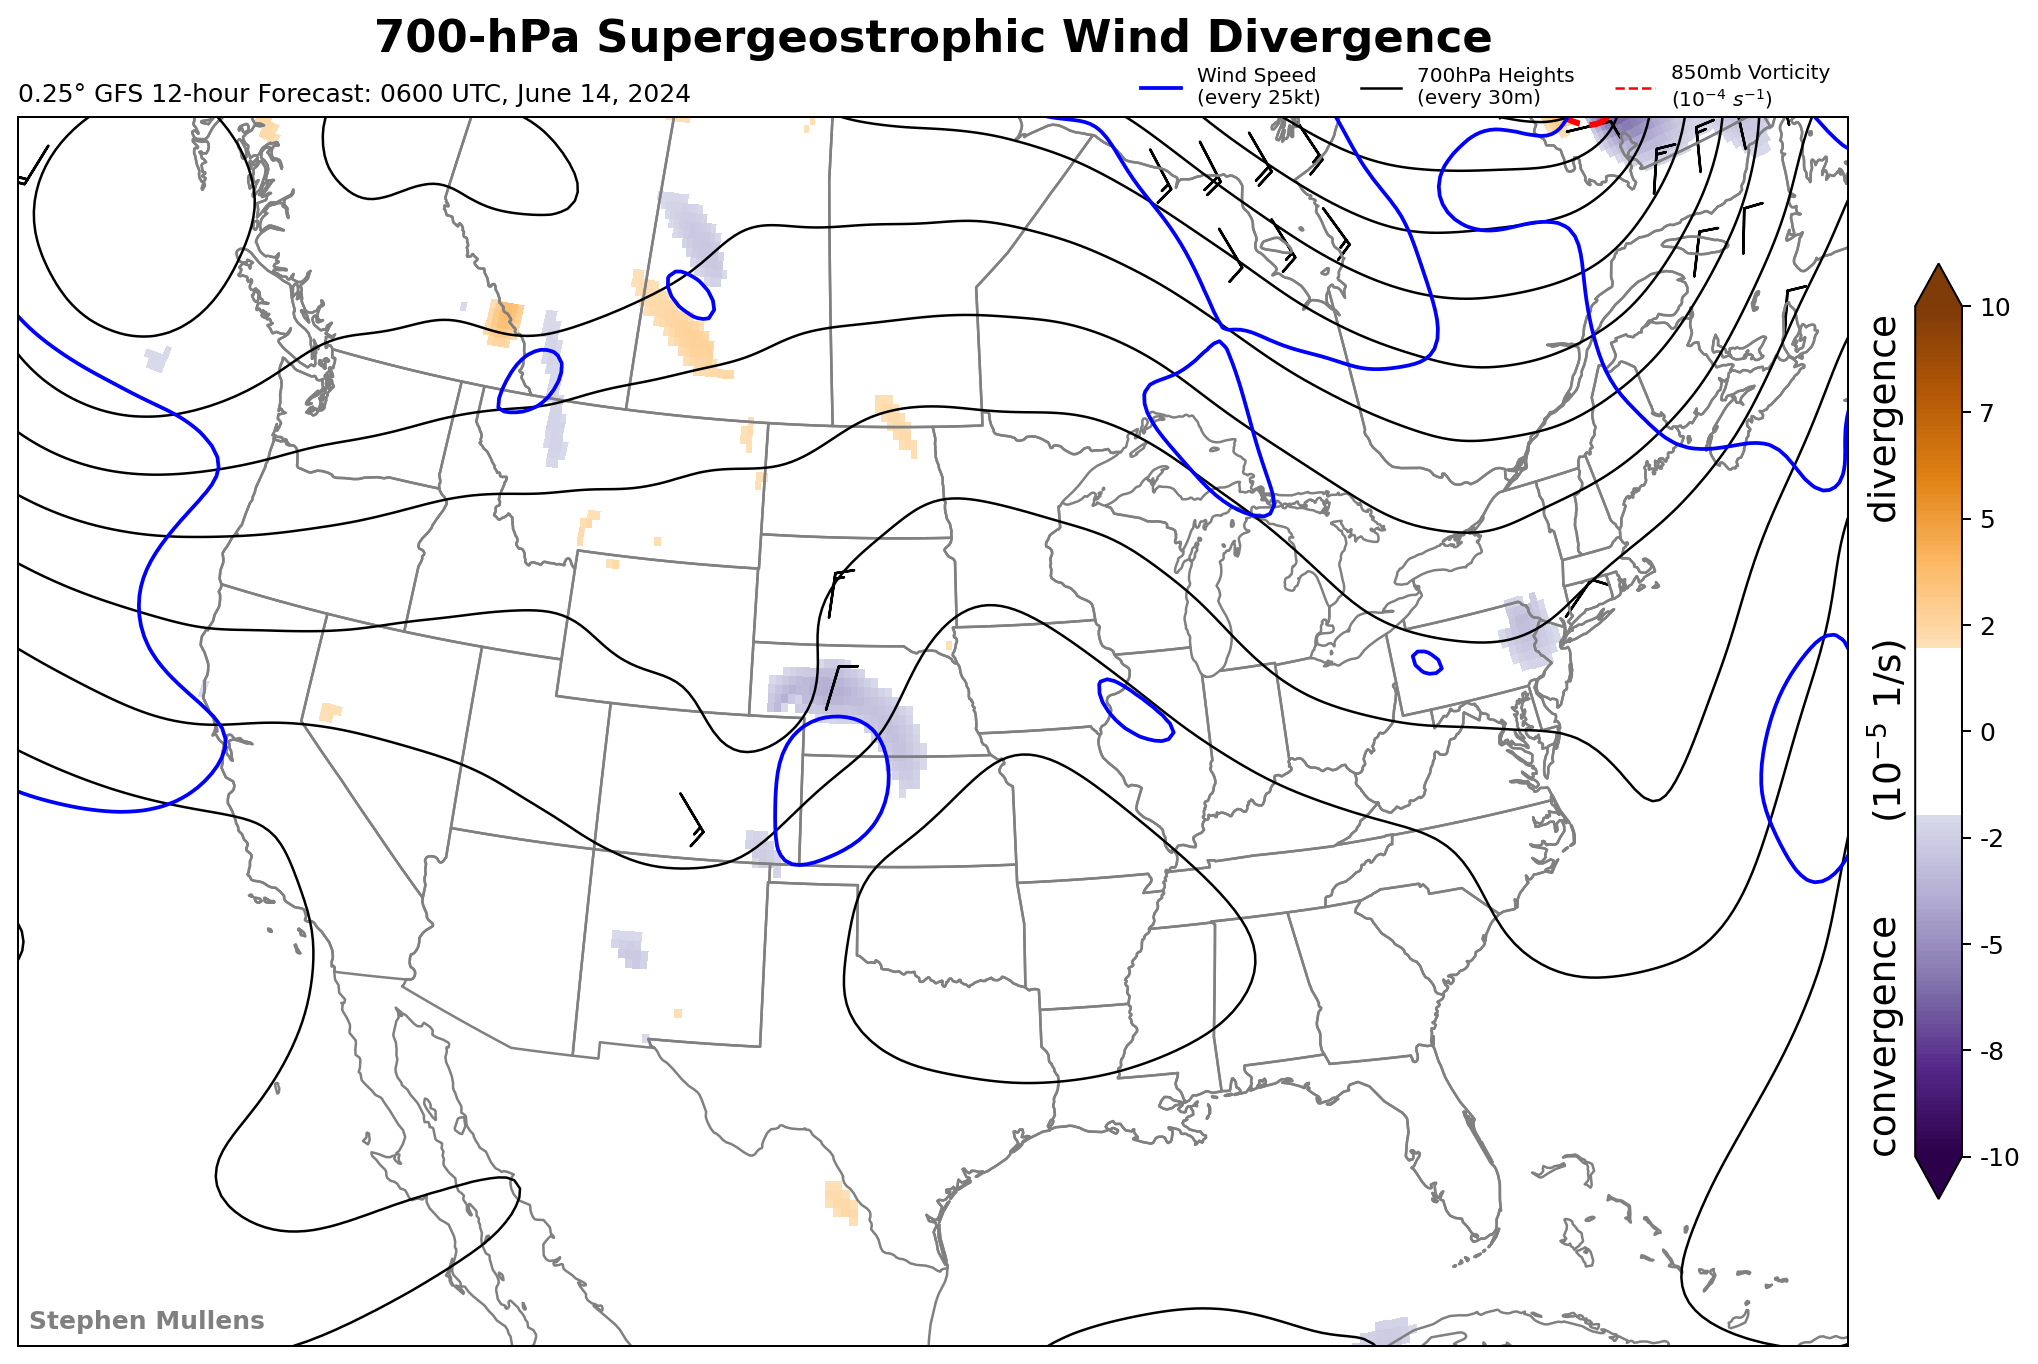 700-hPa Supergeostrophic Wind Divergence
0.25° GFS 12-hour Forecast: 0600 UTC, June 14, 2024
Wind Speed
(every 25kt)
700hPa Heights
(every 30m)
850mb Vorticity
(10⁻⁴ s⁻¹)
10
7
5
2
0
-2
-5
-8
-10
convergence (10⁻⁵ 1/s) divergence
Stephen Mullens